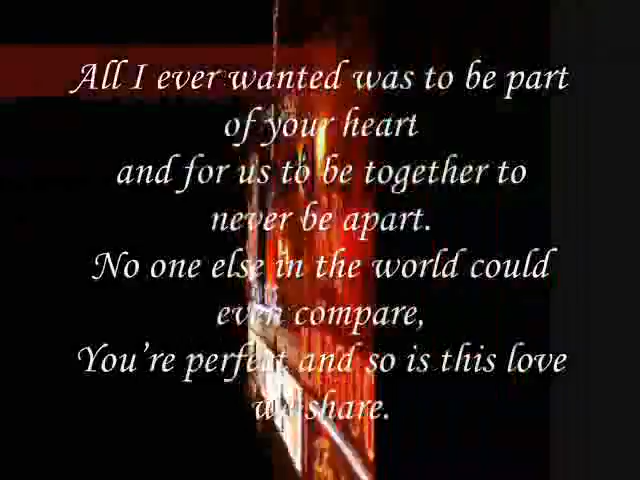 All I ever wanted was to be part
of your heart
and for us to be together to
never be apart.
No one else in the world could
even compare,
You're perfect and so is this love
we share.